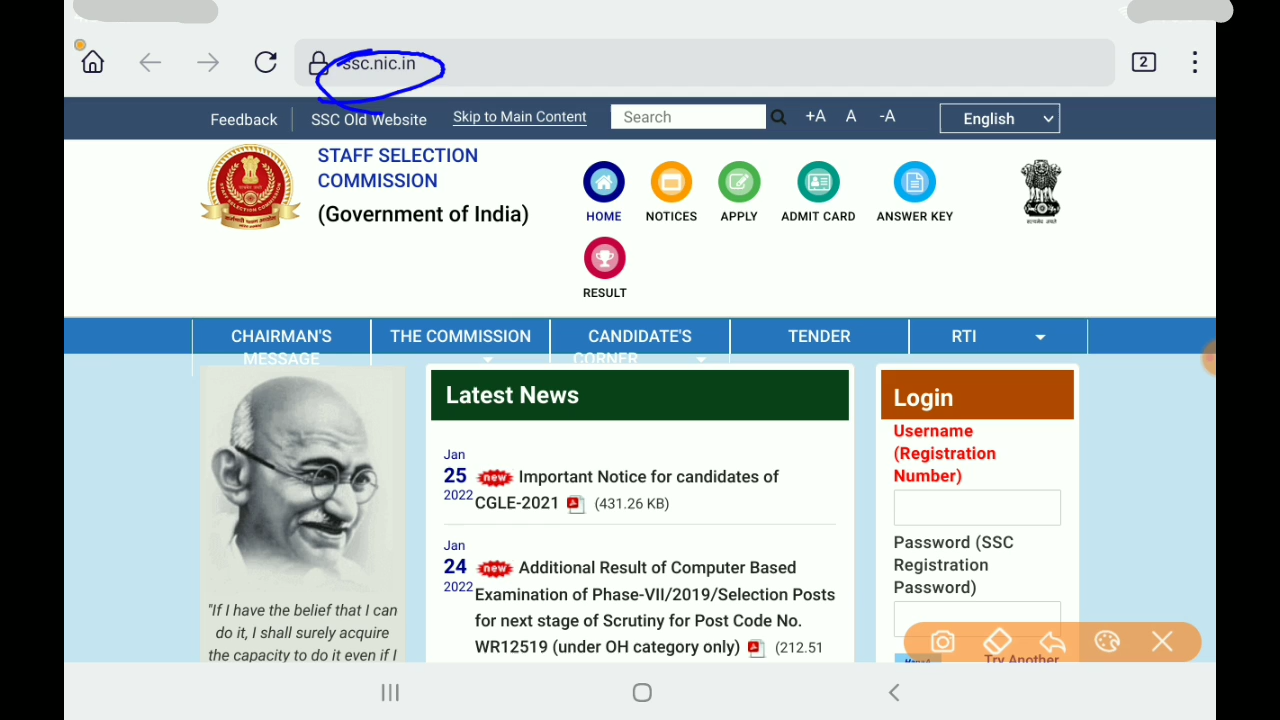 ssc.nic.in
2
Feedback
SSC Old Website
Skip to Main Content
Search
+A
A
-A
English
STAFF SELECTION
COMMISSION
(Government of India)
HOME
NOTICES
APPLY
ADMIT CARD
ANSWER KEY
RESULT
CHAIRMAN'S
MESSAGE
THE COMMISSION
CANDIDATE'S
CORNER
TENDER
RTI
"If I have the belief that I can
do it, I shall surely acquire
the capacity to do it even if I
Latest News
Jan
25
2022
new Important Notice for candidates of
CGLE-2021 (431.26 KB)
Jan
24
2022
new Additional Result of Computer Based
Examination of Phase-VII/2019/Selection Posts
for next stage of Scrutiny for Post Code No.
WR12519 (under OH category only) (212.51
Login
Username
(Registration
Number)
Password (SSC
Registration
Password)
Try Another